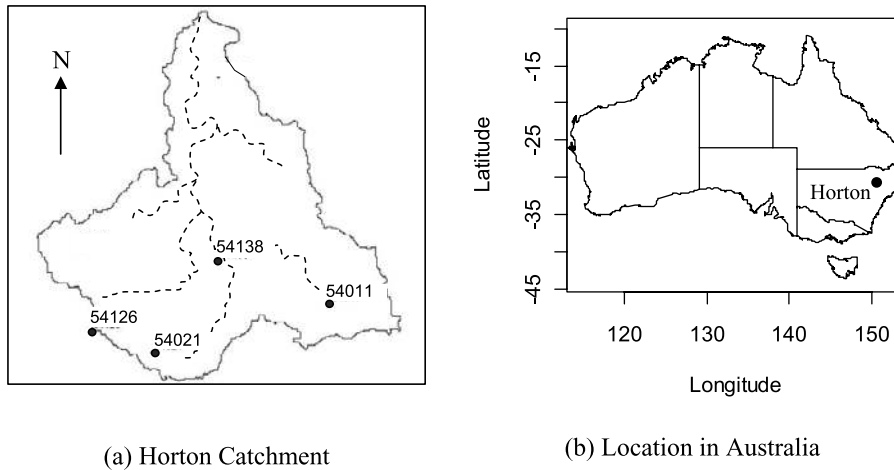 N
54138
54011
54126
54021
(a) Horton Catchment
-15
-25
-35
-45
Latitude
Horton
120 130 140 150
Longitude
(b) Location in Australia